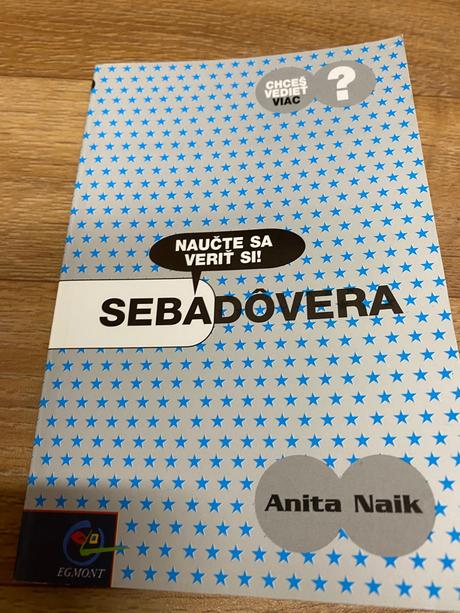 CHCEŠ
VEDIEŤ
VIAC
?
NAUČTE SA
VERIŤ SI!
SEBADÔVERA
Anita Naik
EGMONT